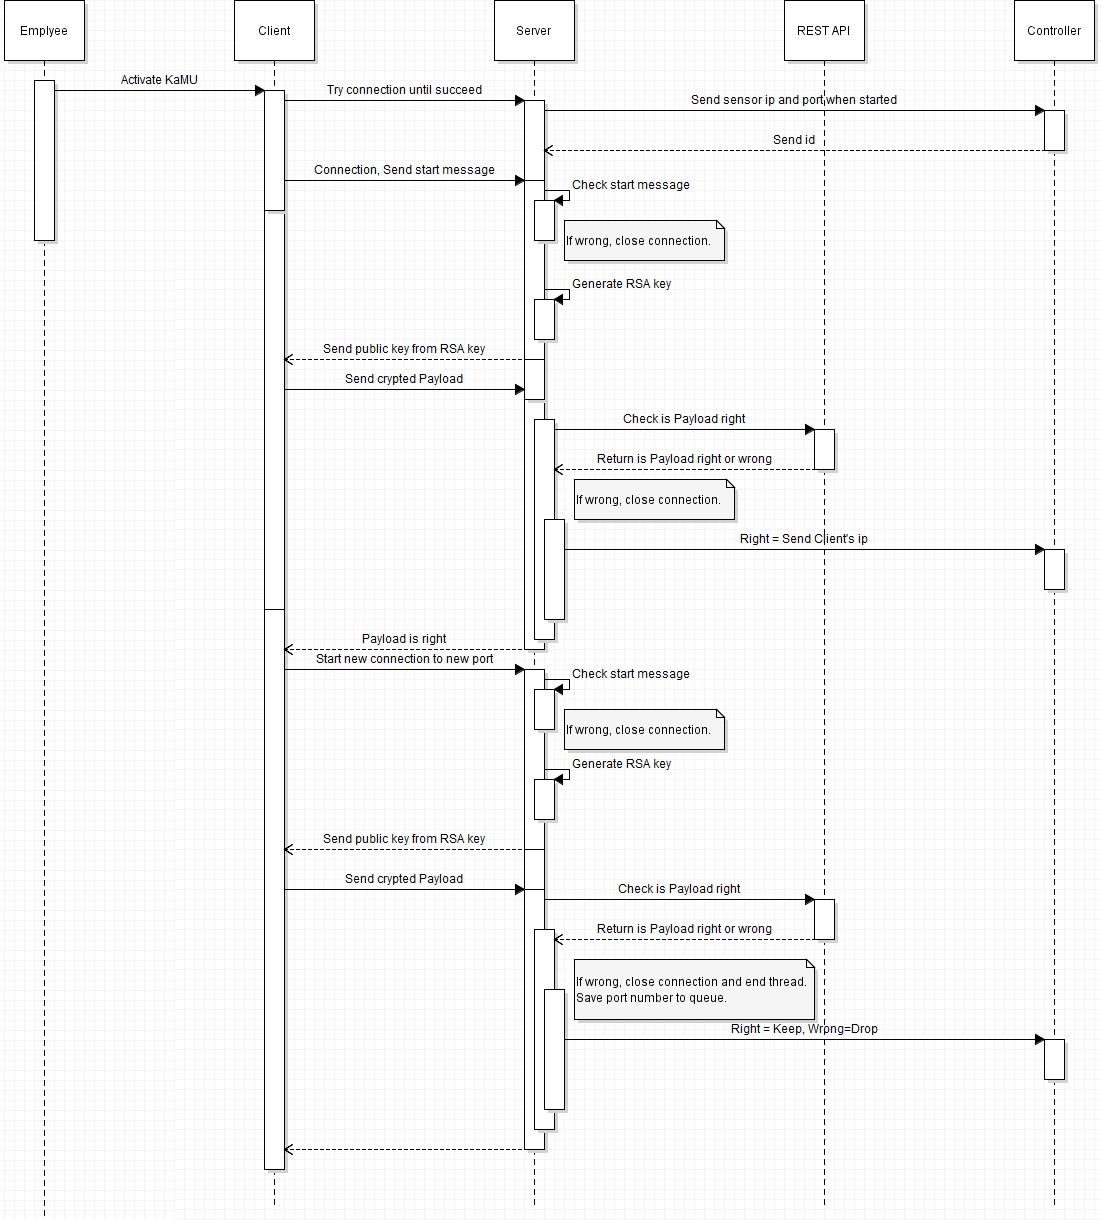 Emplyee
Client
Server
REST API
Controller
Activate KaMU
Try connection until succeed
Send sensor ip and port when started
Send id
Connection, Send start message
Check start message
If wrong, close connection.
Generate RSA key
Send public key from RSA key
Send crypted Payload
Check is Payload right
Return is Payload right or wrong
If wrong, close connection.
Right = Send Client's ip
Payload is right
Start new connection to new port
Check start message
If wrong, close connection.
Generate RSA key
Send public key from RSA key
Send crypted Payload
Check is Payload right
Return is Payload right or wrong
If wrong, close connection and end thread.
Save port number to queue.
Right = Keep, Wrong=Drop